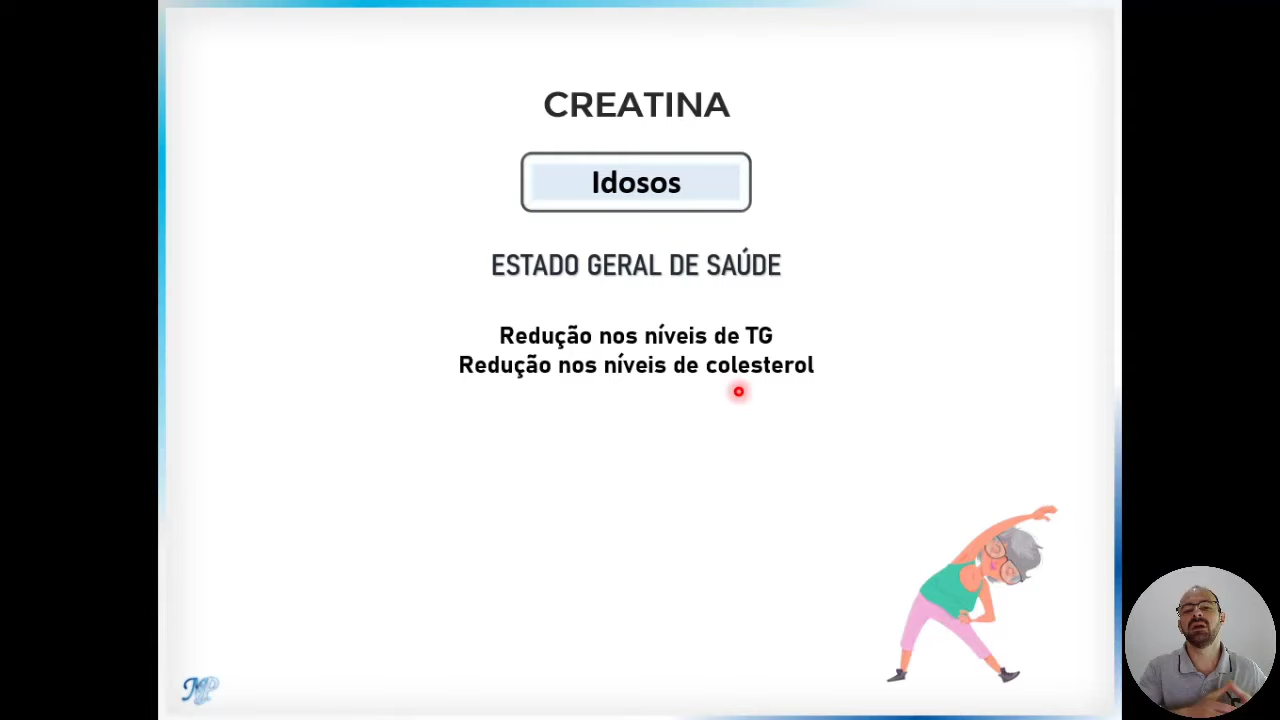 CREATINA
Idosos
ESTADO GERAL DE SAÚDE
Redução nos níveis de TG
Redução nos níveis de colesterol